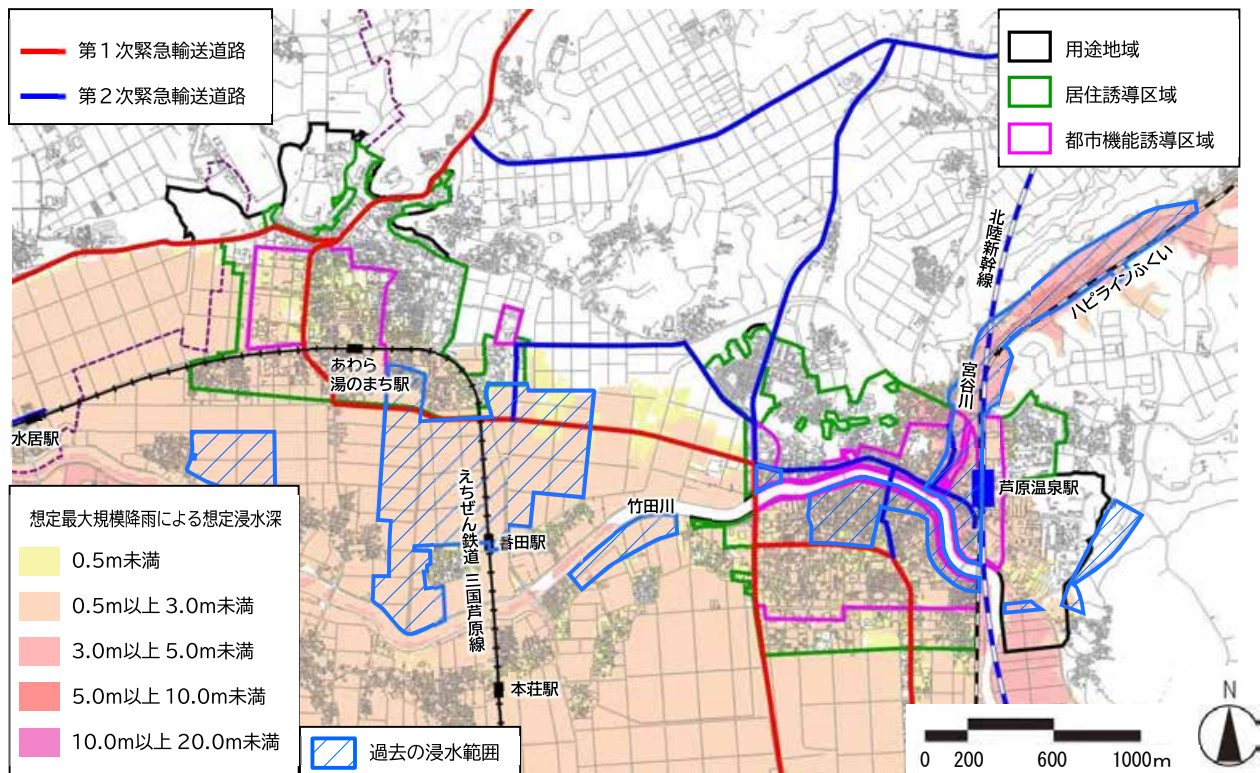 第1次緊急輸送道路
第2次緊急輸送道路
用途地域
居住誘導区域
都市機能誘導区域
北陸新幹線
ハピラインふくい
宮谷川
あわら
湯のまち駅
水居駅
芦原温泉駅
竹田川
えちぜん鉄道 三国芦原線
番田駅
本荘駅
想定最大規模降雨による想定浸水深
0.5m未満
0.5m以上 3.0m未満
3.0m以上 5.0m未満
5.0m以上 10.0m未満
10.0m以上 20.0m未満
過去の浸水範囲
N
0 200 600 1000m